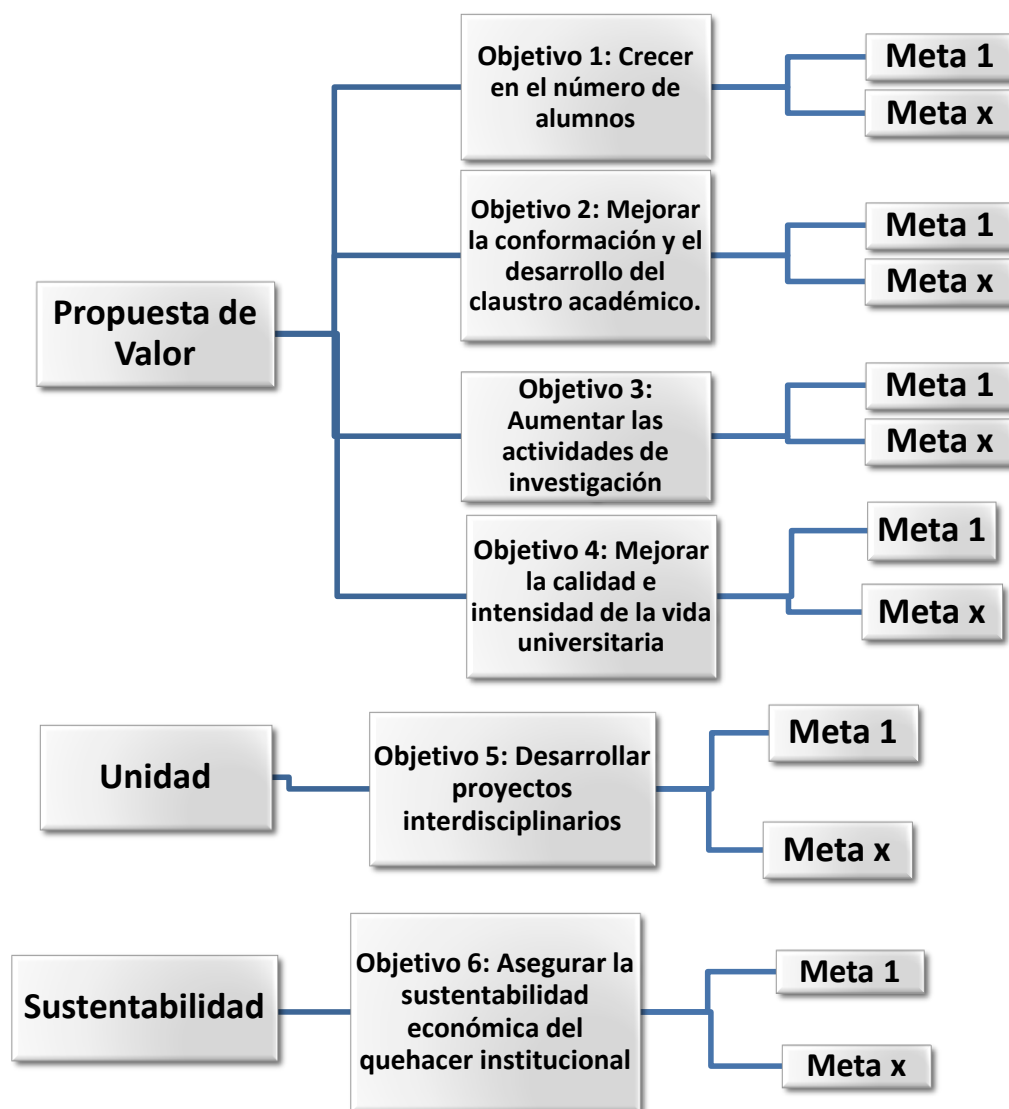 Propuesta de
Valor
Objetivo 1: Crecer
en el número de
alumnos
Meta 1
Meta x
Objetivo 2: Mejorar
la conformación y el
desarrollo del
claustro académico.
Meta 1
Meta x
Objetivo 3:
Aumentar las
actividades de
investigación
Meta 1
Meta x
Objetivo 4: Mejorar
la calidad e
intensidad de la vida
universitaria
Meta 1
Meta x
Unidad
Objetivo 5: Desarrollar
proyectos
interdisciplinarios
Meta 1
Meta x
Sustentabilidad
Objetivo 6: Asegurar la
sustentabilidad
económica del
quehacer institucional
Meta 1
Meta x